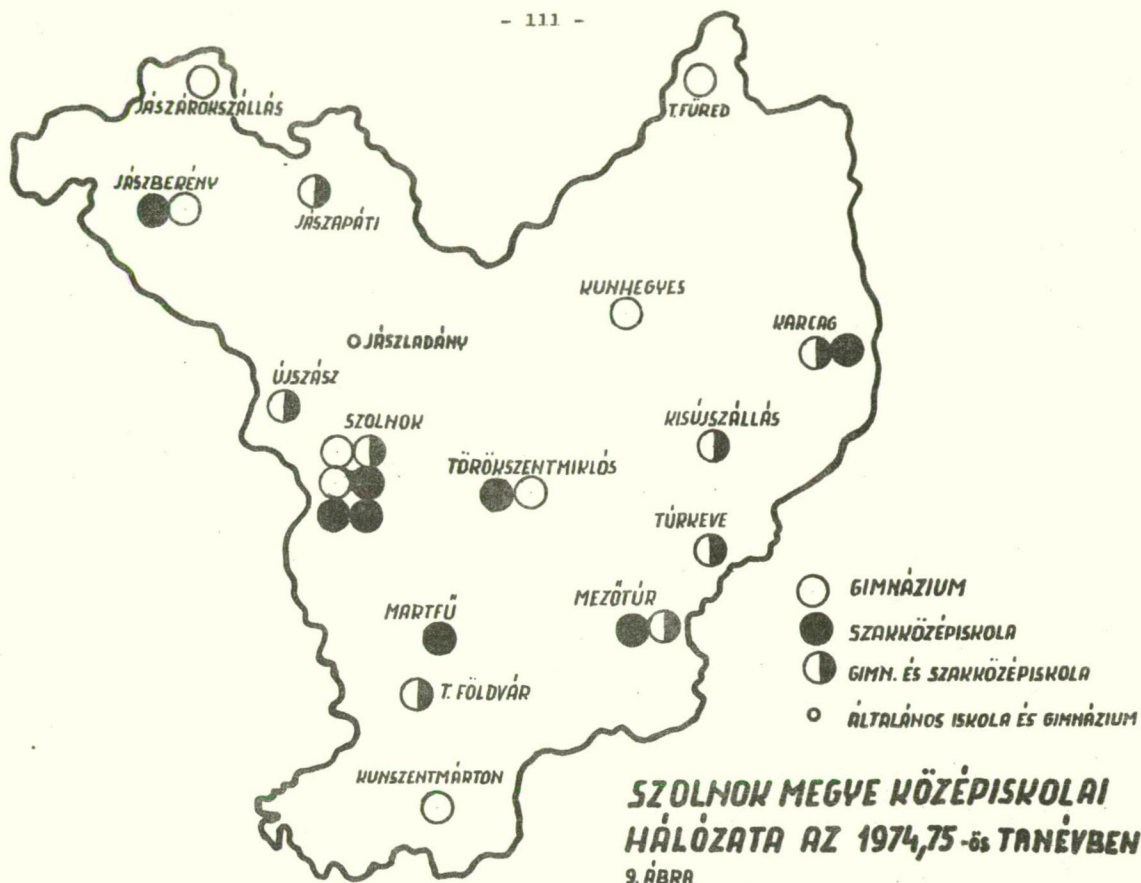 - 111 -
JÁSZÁROKSZÁLLÁS
T. FÜRED
JÁSZBERÉNY
JÁSZAPÁTI
KUNHEGYES
KARCAG
JÁSZLADÁNY
ÚJSZÁSZ
SZOLNOK
KISÚJSZÁLLÁS
TÖRÖKSZENTMIKLÓS
TÚRKEVE
MARTFŰ
MEZŐTÚR
T. FÖLDVÁR
KUNSZENTMÁRTON
GIMNÁZIUM
SZAKKÖZÉPISKOLA
GIMN. ÉS SZAKKÖZÉPISKOLA
ÁLTALÁNOS ISKOLA ÉS GIMNÁZIUM
SZOLNOK MEGYE KÖZÉPISKOLAI
HÁLÓZATA AZ 1974,75-ös TANÉVBEN
9. ÁBRA